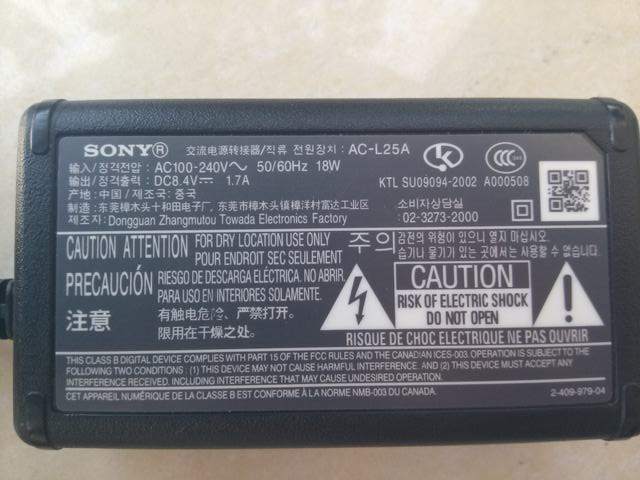 SONY® 交流电源转接器/직류 전원장치: AC-L25A
输入/정격전압: AC100-240V～ 50/60Hz 18W
输出/정격출력: DC8.4V⎓ 1.7A
产地: 中国 / 제조국: 중국
KTL SU09094-2002 A000508
制造: 东莞樟木头十和田电子厂, 东莞市樟木头镇樟洋村富达工业区
제조자: Dongguan Zhangmutou Towada Electronics Factory
소비자상담실
: 02-3273-2000
CAUTION ATTENTION FOR DRY LOCATION USE ONLY
POUR ENDROIT SEC SEULEMENT
PRECAUCIÓN RIESGO DE DESCARGA ELÉCTRICA. NO ABRIR.
PARA USO EN INTERIORES SOLAMENTE.
注意 有触电危险、严禁打开。
限用在干燥之处。
주의 감전의 위험이 있으니 열지 마십시오.
습기나 물기가 있는 곳에서는 사용할 수 없음.
CAUTION
RISK OF ELECTRIC SHOCK
DO NOT OPEN
RISQUE DE CHOC ELECTRIQUE NE PAS OUVRIR
THIS CLASS B DIGITAL DEVICE COMPLIES WITH PART 15 OF THE FCC RULES AND THE CANADIAN ICES-003. OPERATION IS SUBJECT TO THE
FOLLOWING TWO CONDITIONS : (1) THIS DEVICE MAY NOT CAUSE HARMFUL INTERFERENCE, AND (2) THIS DEVICE MUST ACCEPT ANY
INTERFERENCE RECEIVED, INCLUDING INTERFERENCE THAT MAY CAUSE UNDESIRED OPERATION.
CET APPAREIL NUMÉRIQUE DE LA CLASSE B EST CONFORME À LA NORME NMB-003 DU CANADA.
2-409-979-04